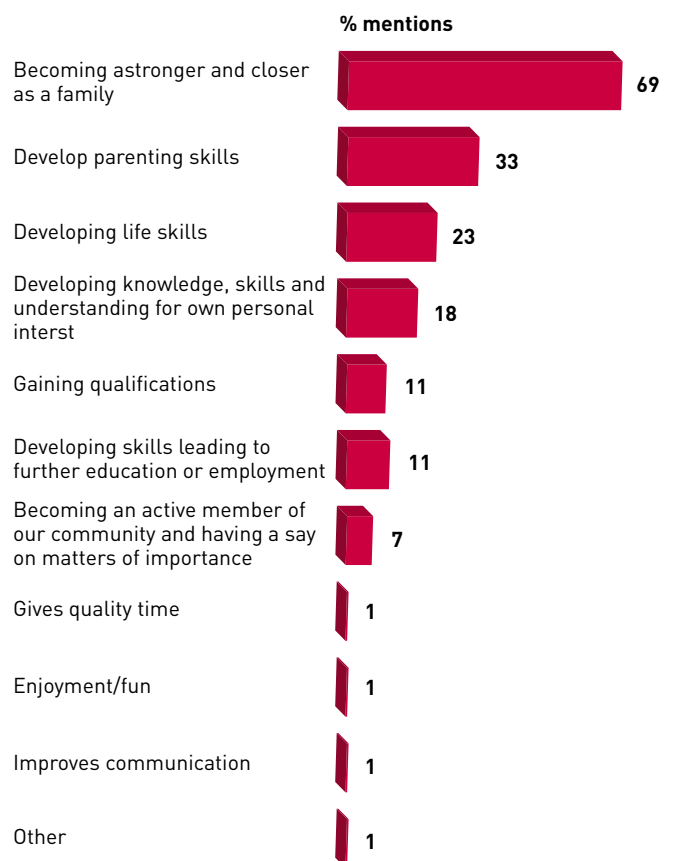 % mentions
Becoming astronger and closer
as a family
69
Develop parenting skills
33
Developing life skills
23
Developing knowledge, skills and
understanding for own personal
interst
18
Gaining qualifications
11
Developing skills leading to
further education or employment
11
Becoming an active member of
our community and having a say
on matters of importance
7
Gives quality time
1
Enjoyment/fun
1
Improves communication
1
Other
1